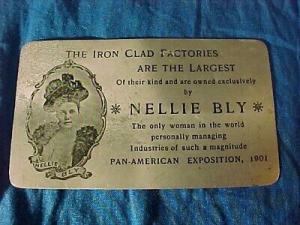 THE IRON CLAD FACTORIES
ARE THE LARGEST
Of their kind and are owned exclusively
by
* NELLIE BLY *
The only woman in the world
personally managing
Industries of such a magnitude
PAN-AMERICAN EXPOSITION, 1901
NELLIE
BLY